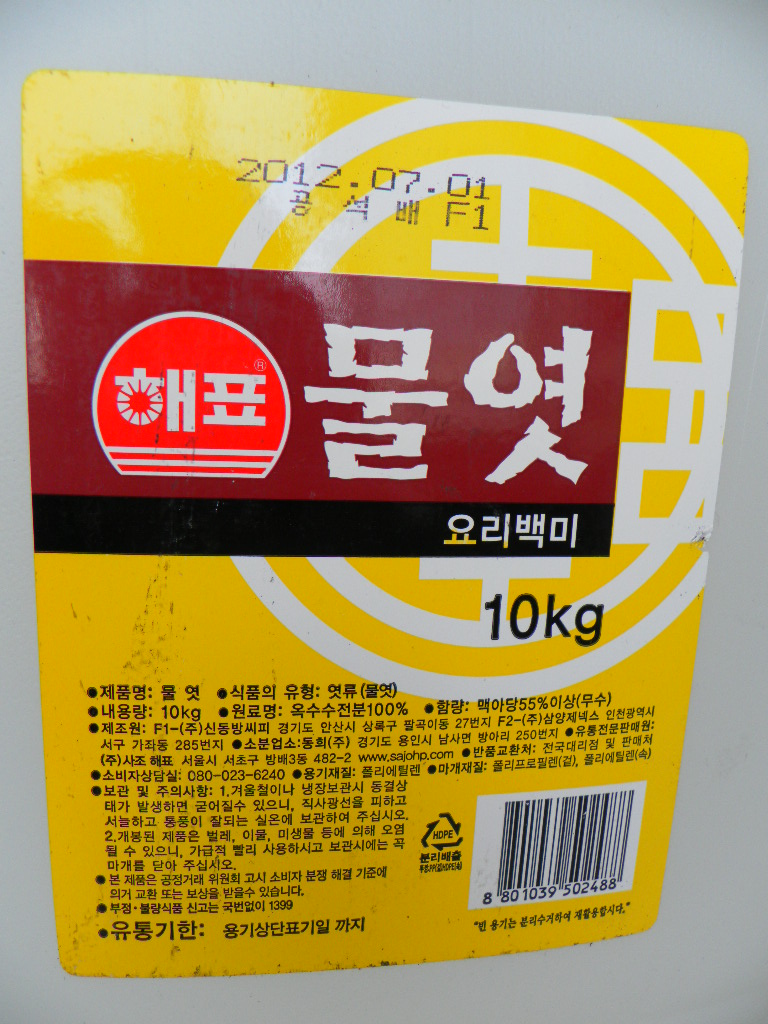 2012.07.01
공 석 배 F1
해표®
물엿
요리백미
10kg
●제품명: 물 엿 ●식품의 유형: 엿류(물엿)
●내용량: 10kg ●원료명: 옥수수전분100% ●함량: 맥아당55%이상(무수)
●제조원: F1-(주)신동방씨피 경기도 안산시 상록구 팔곡이동 27번지 F2-(주)삼양제넥스 인천광역시
서구 가좌동 285번지 ●소분업소:동희(주) 경기도 용인시 남사면 방아리 250번지 ●유통전문판매원:
(주)사조 해표 서울시 서초구 방배3동 482-2 www.sajohp.com ●반품교환처: 전국대리점 및 판매처
●소비자상담실: 080-023-6240 ●용기재질: 폴리에틸렌 ●마개재질: 폴리프로필렌(겉), 폴리에틸렌(속)
●보관 및 주의사항: 1.겨울철이나 냉장보관시 동결상
태가 발생하면 굳어질수 있으니, 직사광선을 피하고
서늘하고 통풍이 잘되는 실온에 보관하여 주십시오.
2.개봉된 제품은 벌레, 이물, 미생물 등에 의해 오염
될 수 있으니, 가급적 빨리 사용하시고 보관시에는 꼭
마개를 닫아 주십시오.
●본 제품은 공정거래 위원회 고시 소비자 분쟁 해결 기준에
의거 교환 또는 보상을 받을수 있습니다.
●부정·불량식품 신고는 국번없이 1399
●유통기한: 용기상단표기일 까지
HDPE
분리배출
뚜껑:PP(겉)HDPE(속)
8 801039 502488
"빈 용기는 분리수거하여 재활용합시다."